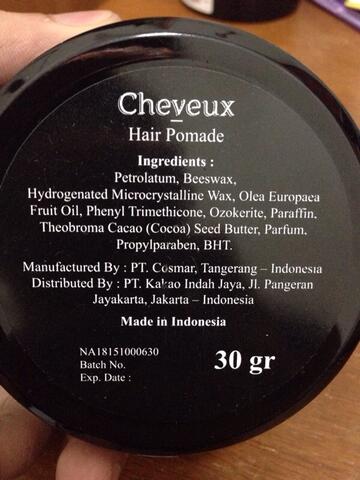 Cheveux
Hair Pomade
Ingredients :
Petrolatum, Beeswax,
Hydrogenated Microcrystalline Wax, Olea Europaea
Fruit Oil, Phenyl Trimethicone, Ozokerite, Paraffin,
Theobroma Cacao (Cocoa) Seed Butter, Parfum,
Propylparaben, BHT.
Manufactured By : PT. Cosmar, Tangerang – Indonesia
Distributed By : PT. Kakao Indah Jaya, Jl. Pangeran
Jayakarta, Jakarta – Indonesia
Made in Indonesia
NA18151000630
Batch No.
Exp. Date :
30 gr